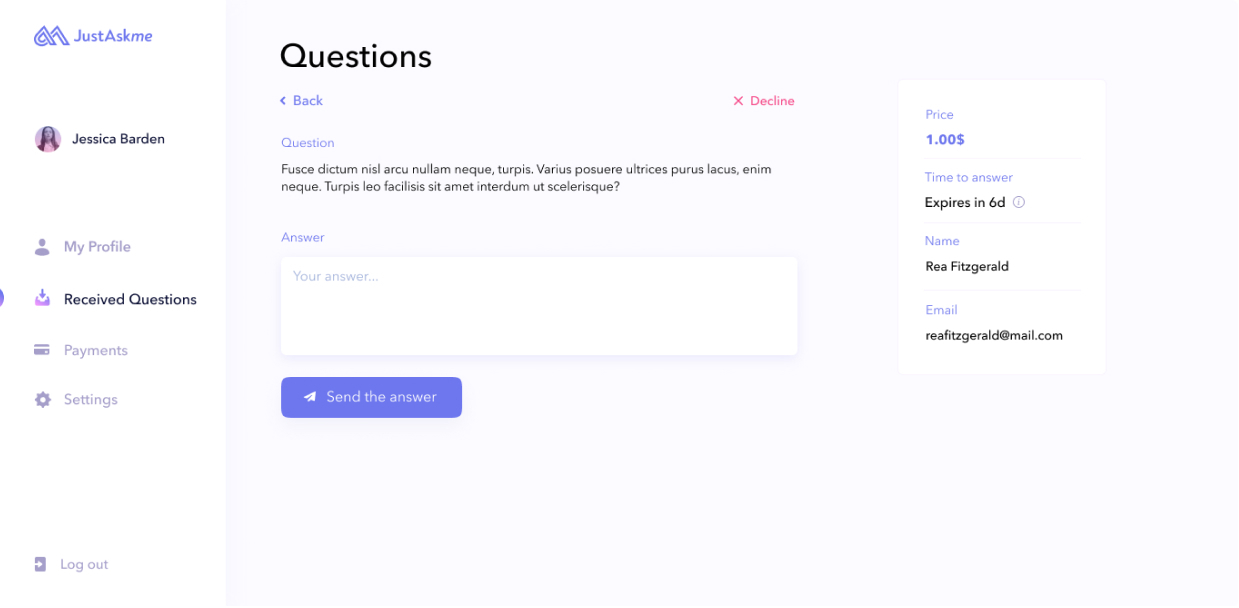 JustAskme
Jessica Barden
My Profile
Received Questions
Payments
Settings
Log out
Questions
Back
Decline
Question
Fusce dictum nisl arcu nullam neque, turpis. Varius posuere ultrices purus lacus, enim
neque. Turpis leo facilisis sit amet interdum ut scelerisque?
Answer
Your answer...
Send the answer
Price
1.00$
Time to answer
Expires in 6d
Name
Rea Fitzgerald
Email
reafitzgerald@mail.com